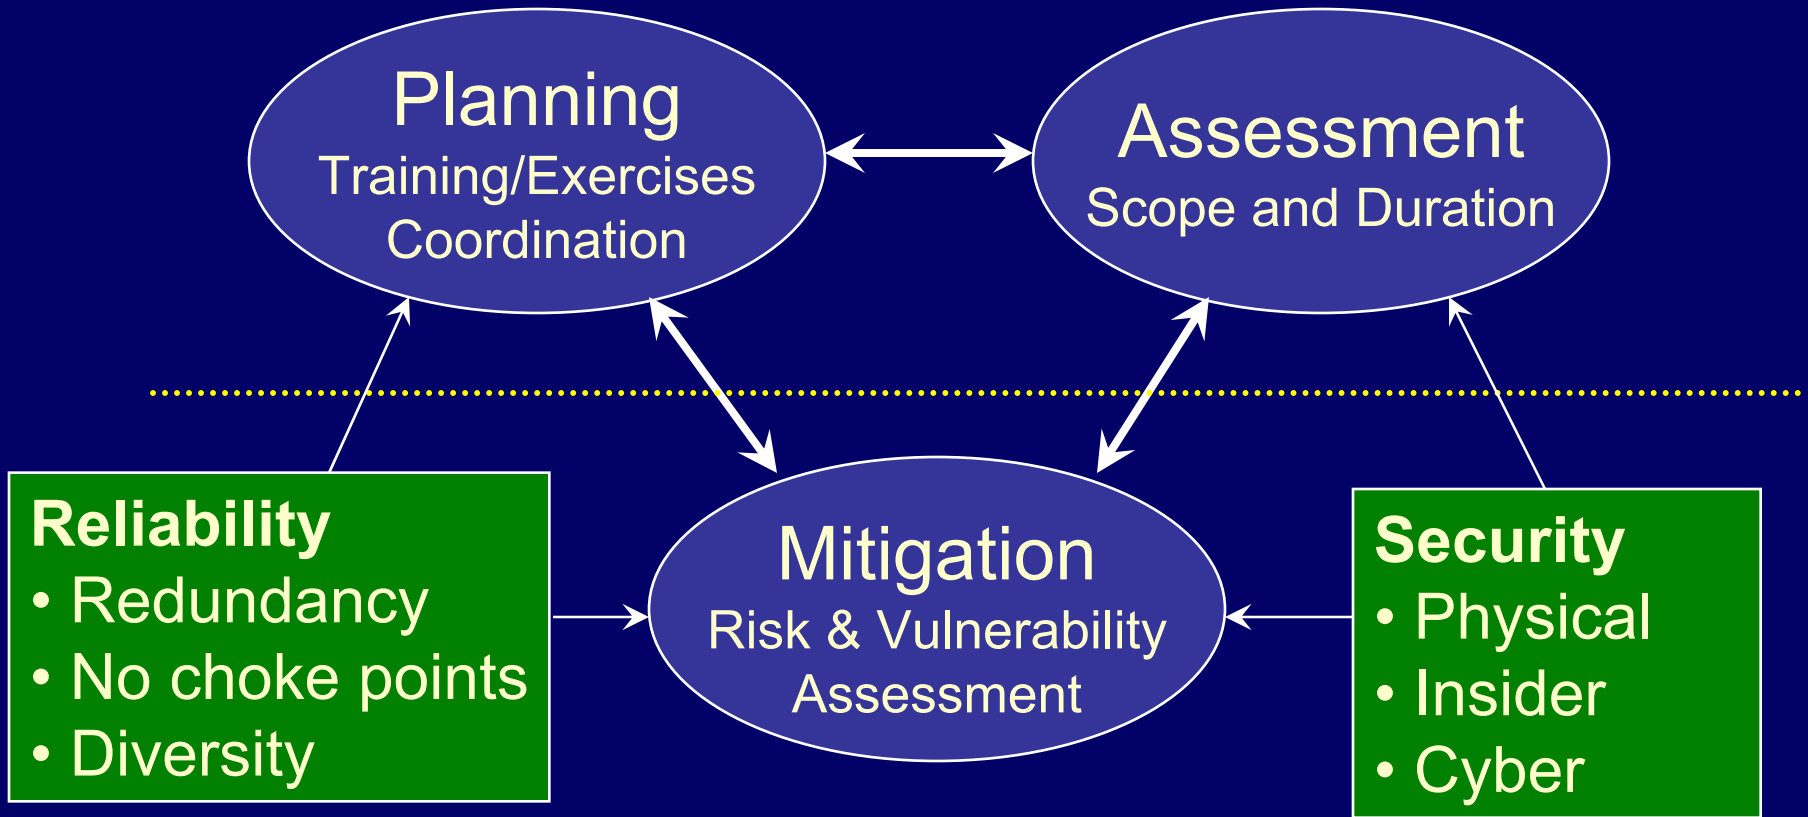 Planning
Training/Exercises
Coordination
Assessment
Scope and Duration
Reliability
• Redundancy
• No choke points
• Diversity
Mitigation
Risk & Vulnerability
Assessment
Security
• Physical
• Insider
• Cyber